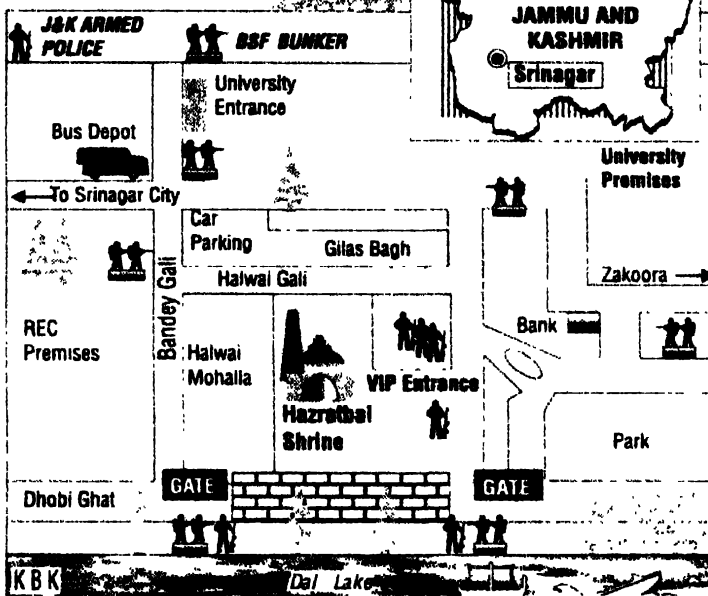 J&K ARMED
POLICE
BSF BUNKER
JAMMU AND
KASHMIR
Srinagar
University
Entrance
Bus Depot
University
Premises
To Srinagar City
Car
Parking
Gilas Bagh
Zakoora
Halwai Gali
Bandey Gali
REC
Premises
Halwai
Mohalla
Bank
VIP Entrance
Hazratbal
Shrine
Park
GATE
GATE
Dhobi Ghat
KBK
Dal Lake